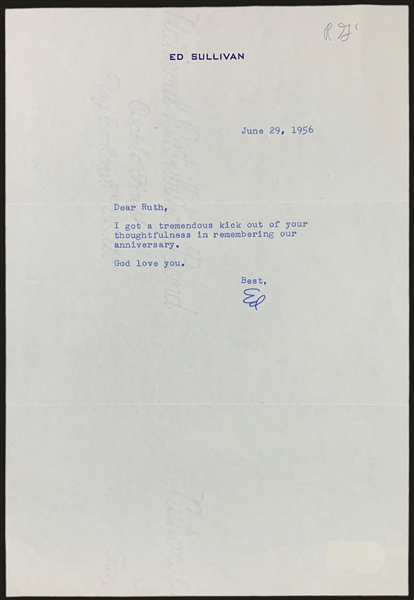 ED SULLIVAN
June 29, 1956
Dear Ruth,
I got a tremendous kick out of your
thoughtfulness in remembering our
anniversary.
God love you.
Best,
Ed